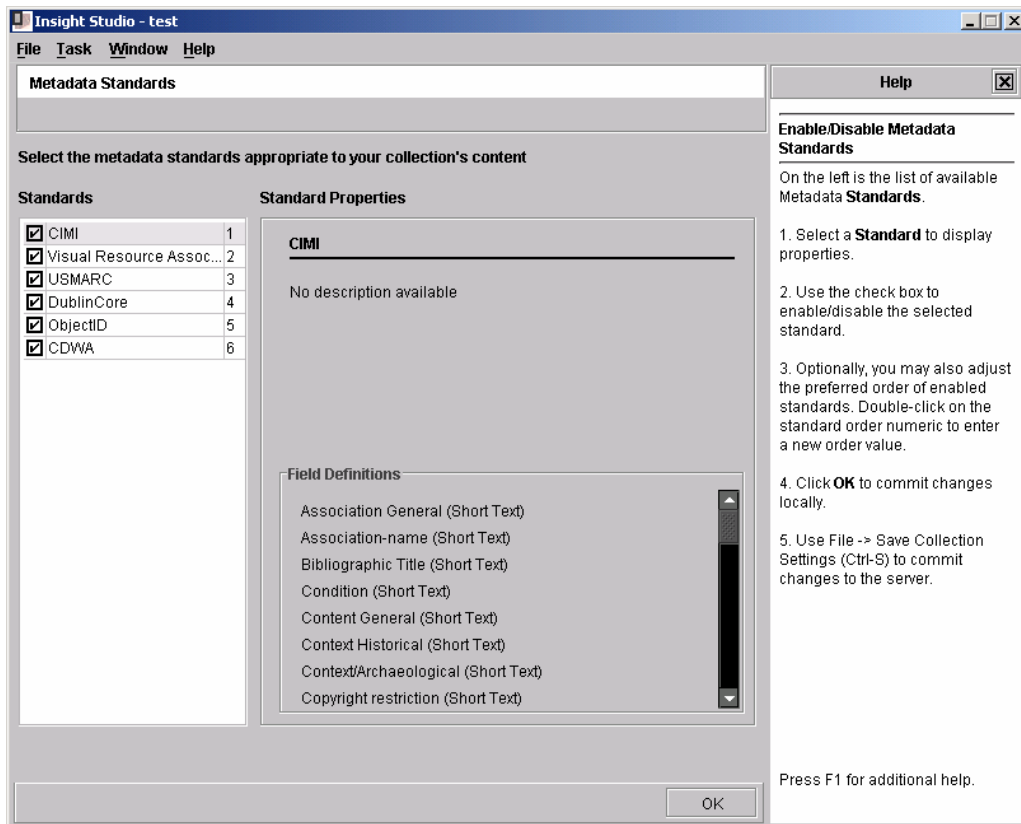 Insight Studio - test
File Task Window Help
Metadata Standards
Select the metadata standards appropriate to your collection's content
Standards
CIMI 1
Visual Resource Assoc... 2
USMARC 3
DublinCore 4
ObjectID 5
CDWA 6
Standard Properties
CIMI
No description available
Field Definitions
Association General (Short Text)
Association-name (Short Text)
Bibliographic Title (Short Text)
Condition (Short Text)
Content General (Short Text)
Context Historical (Short Text)
Context/Archaeological (Short Text)
Copyright restriction (Short Text)
OK
Help
Enable/Disable Metadata
Standards
On the left is the list of available
Metadata Standards.
1. Select a Standard to display
properties.
2. Use the check box to
enable/disable the selected
standard.
3. Optionally, you may also adjust
the preferred order of enabled
standards. Double-click on the
standard order numeric to enter
a new order value.
4. Click OK to commit changes
locally.
5. Use File -> Save Collection
Settings (Ctrl-S) to commit
changes to the server.
Press F1 for additional help.